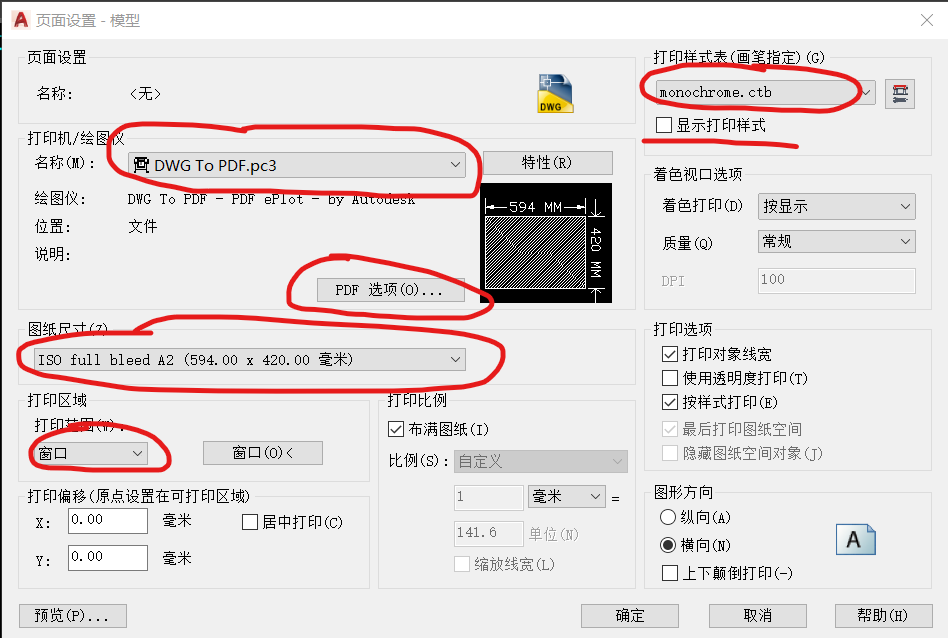 页面设置 - 模型
页面设置
名称: <无>
DWG
打印机/绘图仪
名称(M): DWG To PDF.pc3 特性(R)
绘图仪: DWG To PDF - PDF ePlot - by Autodesk
位置: 文件
说明:
594 MM
420 MM
PDF 选项(O)...
图纸尺寸(Z)
ISO full bleed A2 (594.00 x 420.00 毫米)
打印区域
打印范围(W):
窗口 窗口(O)<
打印偏移(原点设置在可打印区域)
X: 0.00 毫米 居中打印(C)
Y: 0.00 毫米
打印比例
布满图纸(I)
比例(S): 自定义
1 毫米 =
141.6 单位(N)
缩放线宽(L)
打印样式表(画笔指定)(G)
monochrome.ctb
显示打印样式
着色视口选项
着色打印(D) 按显示
质量(Q) 常规
DPI 100
打印选项
打印对象线宽
使用透明度打印(T)
按样式打印(E)
最后打印图纸空间
隐藏图纸空间对象(J)
图形方向
纵向(A)
横向(N)
上下颠倒打印(-)
A
预览(P)... 确定 取消 帮助(H)